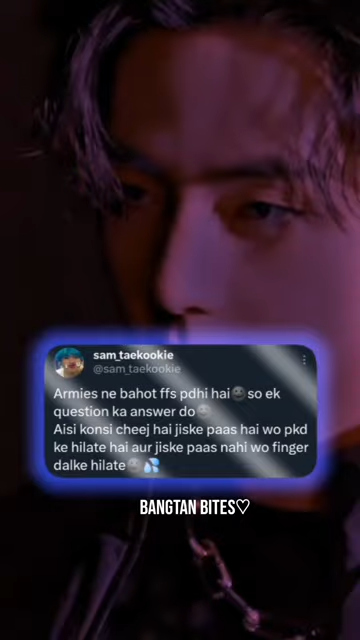 sam_taekookie
@sam_taekookie
Armies ne bahot ffs pdhi hai🌚so ek
question ka answer do🌚
Aisi konsi cheej hai jiske paas hai wo pkd
ke hilate hai aur jiske paas nahi wo finger
dalke hilate🌚💦
BANGTAN BITES♡